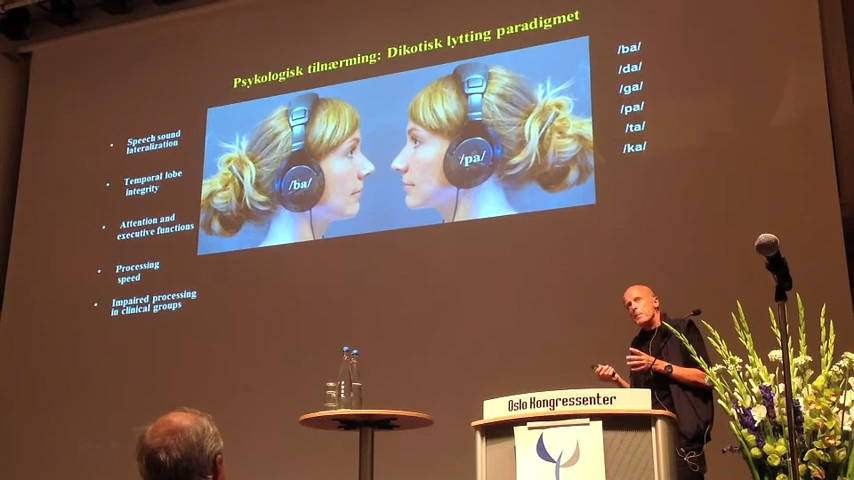 Psykologisk tilnærming: Dikotisk lytting paradigmet
• Speech sound
lateralization
• Temporal lobe
integrity
• Attention and
executive functions
• Processing
speed
• Impaired processing
in clinical groups
/ba/
/pa/
/ba/
/da/
/ga/
/pa/
/ta/
/ka/
Oslo Kongressenter